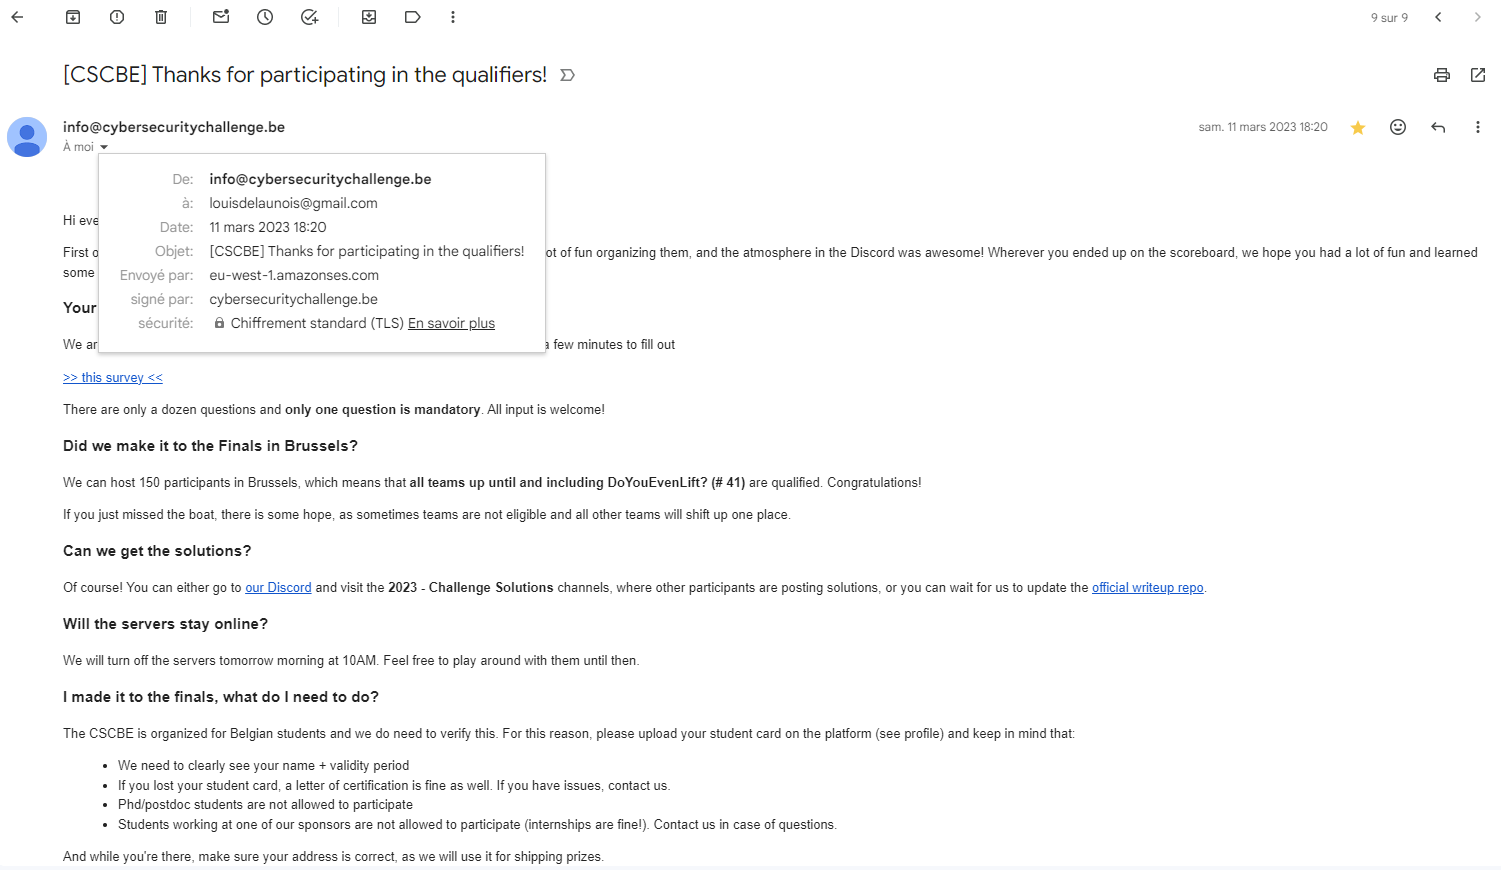 9 sur 9
[CSCBE] Thanks for participating in the qualifiers!
info@cybersecuritychallenge.be
sam. 11 mars 2023 18:20
À moi
De: info@cybersecuritychallenge.be
à: louisdelaunois@gmail.com
Date: 11 mars 2023 18:20
Objet: [CSCBE] Thanks for participating in the qualifiers!
Envoyé par: eu-west-1.amazonses.com
signé par: cybersecuritychallenge.be
sécurité: Chiffrement standard (TLS) En savoir plus
Hi eve
First o ot of fun organizing them, and the atmosphere in the Discord was awesome! Wherever you ended up on the scoreboard, we hope you had a lot of fun and learned
some
Your
We ar a few minutes to fill out
>> this survey <<
There are only a dozen questions and only one question is mandatory. All input is welcome!
Did we make it to the Finals in Brussels?
We can host 150 participants in Brussels, which means that all teams up until and including DoYouEvenLift? (# 41) are qualified. Congratulations!
If you just missed the boat, there is some hope, as sometimes teams are not eligible and all other teams will shift up one place.
Can we get the solutions?
Of course! You can either go to our Discord and visit the 2023 - Challenge Solutions channels, where other participants are posting solutions, or you can wait for us to update the official writeup repo.
Will the servers stay online?
We will turn off the servers tomorrow morning at 10AM. Feel free to play around with them until then.
I made it to the finals, what do I need to do?
The CSCBE is organized for Belgian students and we do need to verify this. For this reason, please upload your student card on the platform (see profile) and keep in mind that:
• We need to clearly see your name + validity period
• If you lost your student card, a letter of certification is fine as well. If you have issues, contact us.
• Phd/postdoc students are not allowed to participate
• Students working at one of our sponsors are not allowed to participate (internships are fine!). Contact us in case of questions.
And while you're there, make sure your address is correct, as we will use it for shipping prizes.